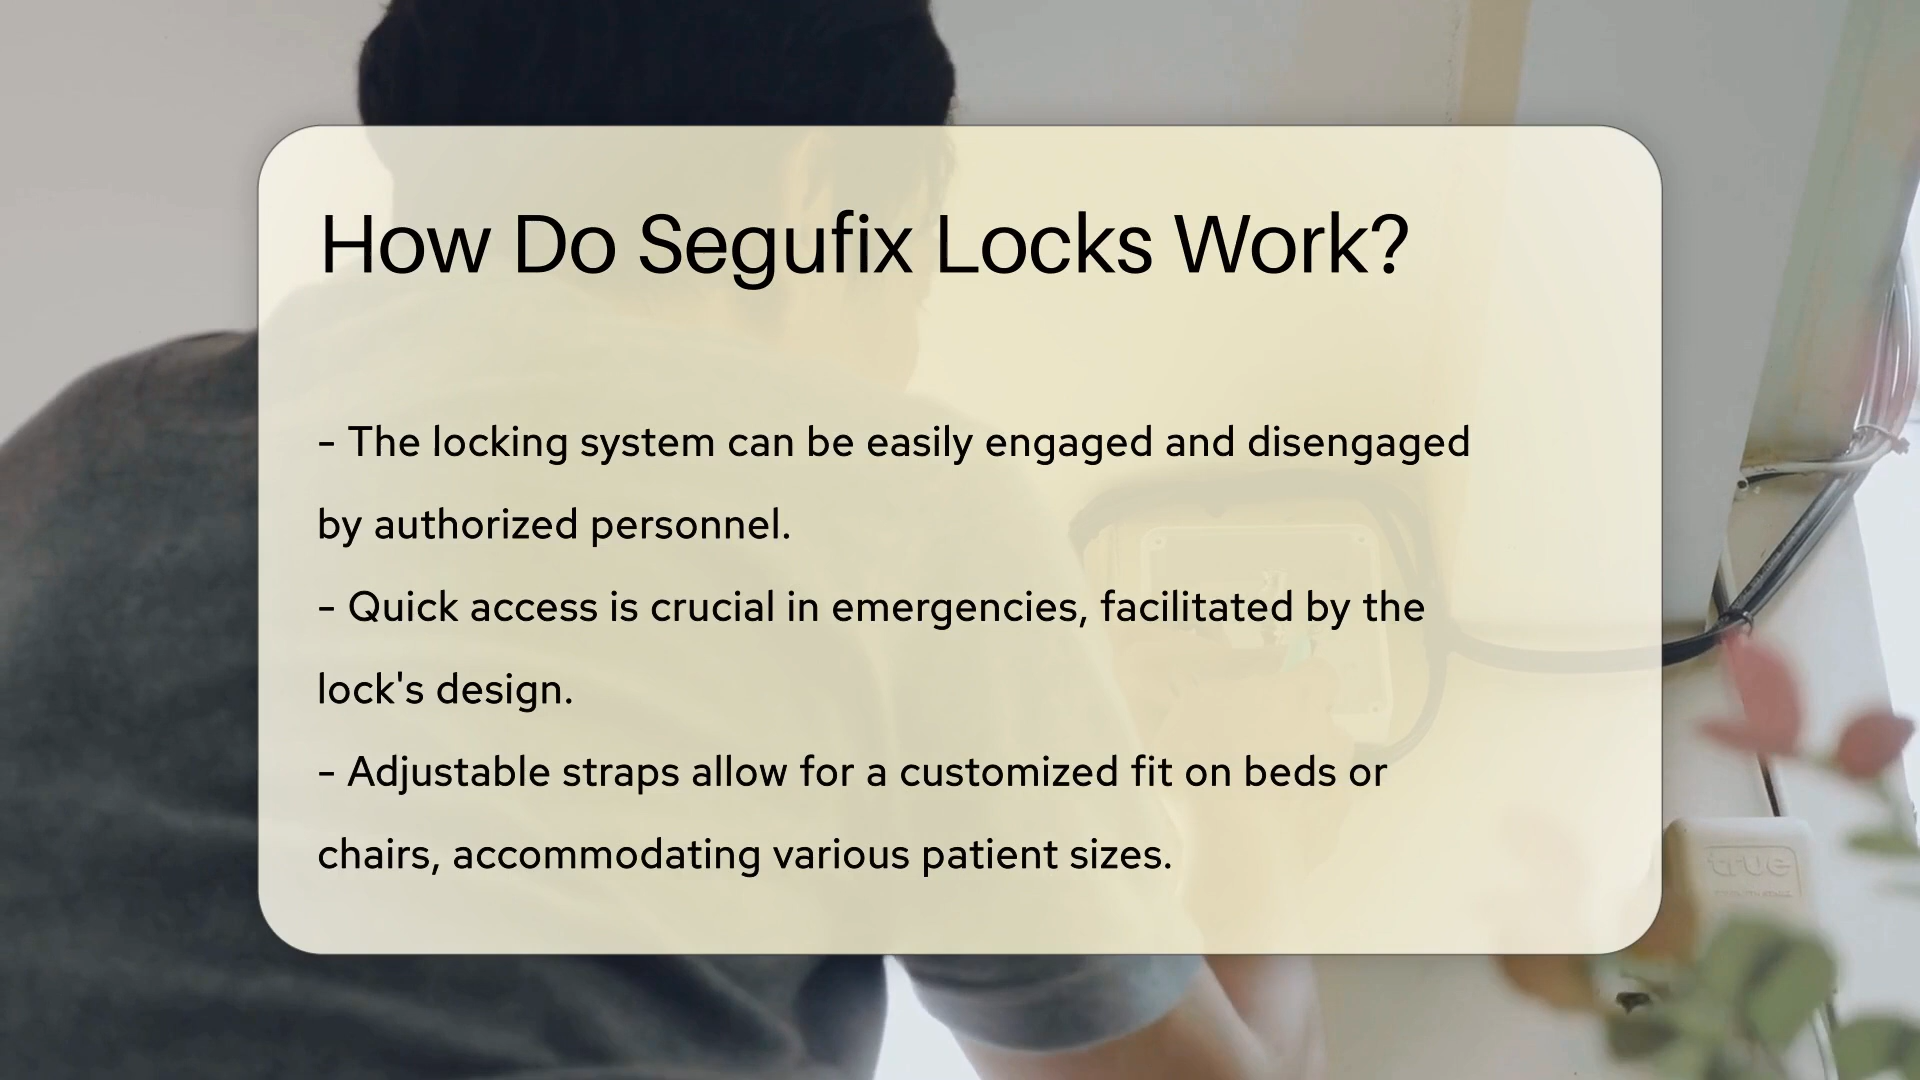 How Do Segufix Locks Work?
- The locking system can be easily engaged and disengaged
by authorized personnel.
- Quick access is crucial in emergencies, facilitated by the
lock's design.
- Adjustable straps allow for a customized fit on beds or
chairs, accommodating various patient sizes.
true